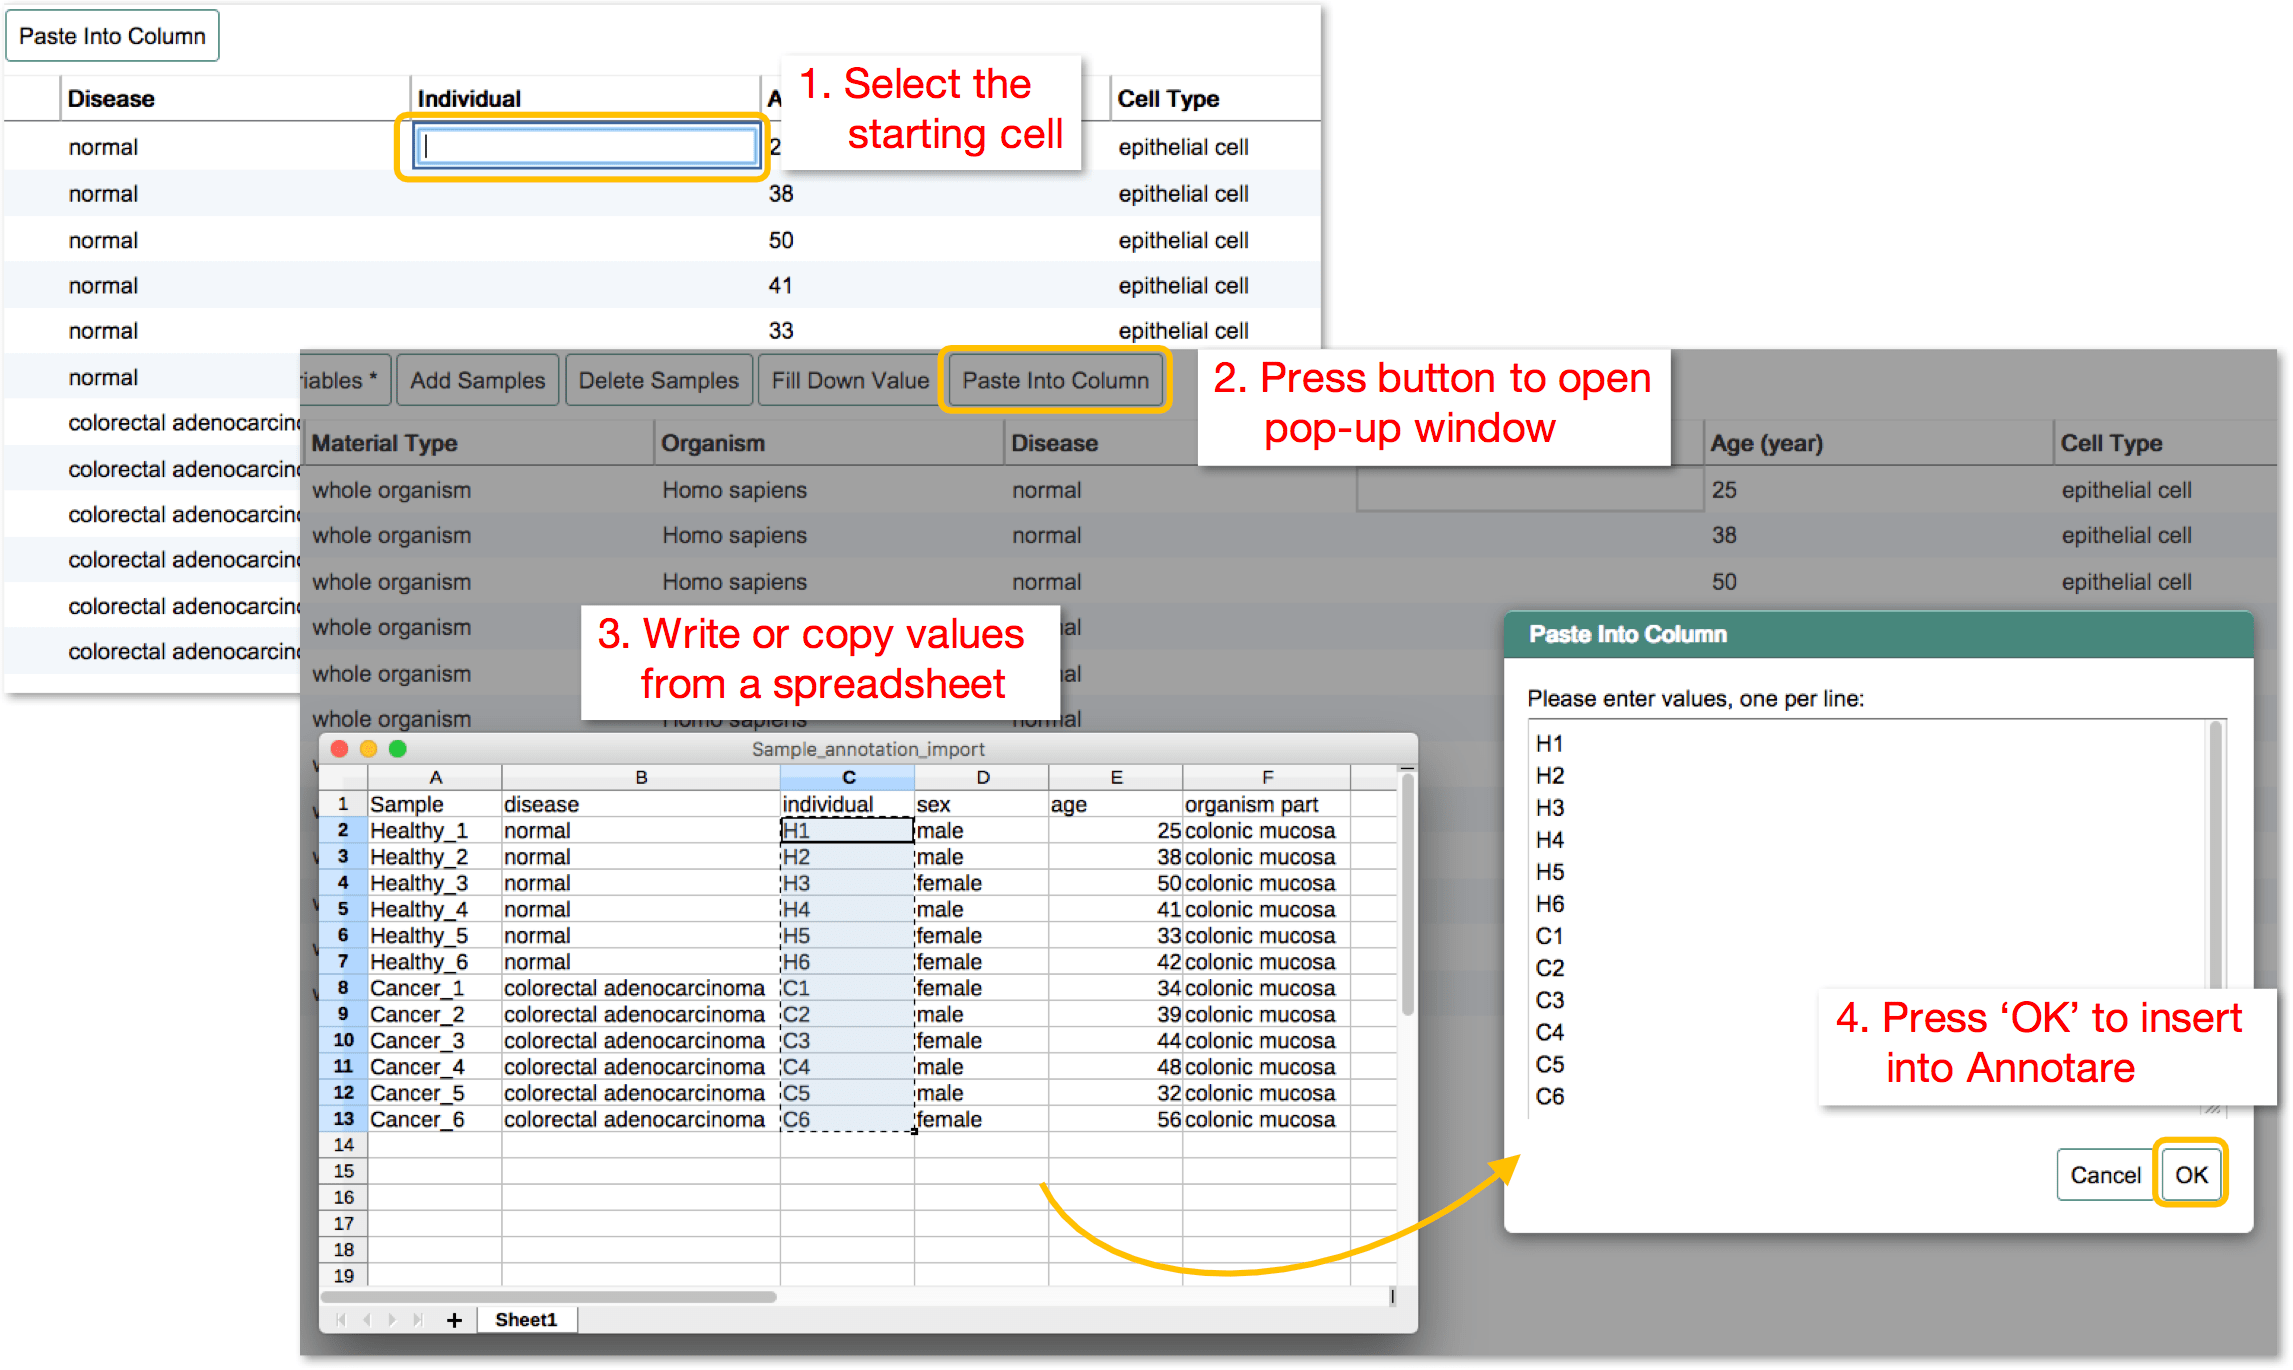 Paste Into Column
Disease Individual A Cell Type
1. Select the
starting cell
normal 2 epithelial cell
normal 38 epithelial cell
normal 50 epithelial cell
normal 41 epithelial cell
normal 33 epithelial cell
normal
colorectal adenocarcino
colorectal adenocarcino
colorectal adenocarcino
colorectal adenocarcino
colorectal adenocarcino
colorectal adenocarcino
riables * Add Samples Delete Samples Fill Down Value Paste Into Column
2. Press button to open
pop-up window
Material Type Organism Disease Age (year) Cell Type
whole organism Homo sapiens normal 25 epithelial cell
whole organism Homo sapiens normal 38 epithelial cell
whole organism Homo sapiens normal 50 epithelial cell
whole organism al
whole organism al
whole organism Homo sapiens normal
3. Write or copy values
from a spreadsheet
Sample_annotation_import
A B C D E F
1 Sample disease individual sex age organism part
2 Healthy_1 normal H1 male 25 colonic mucosa
3 Healthy_2 normal H2 male 38 colonic mucosa
4 Healthy_3 normal H3 female 50 colonic mucosa
5 Healthy_4 normal H4 male 41 colonic mucosa
6 Healthy_5 normal H5 female 33 colonic mucosa
7 Healthy_6 normal H6 female 42 colonic mucosa
8 Cancer_1 colorectal adenocarcinoma C1 female 34 colonic mucosa
9 Cancer_2 colorectal adenocarcinoma C2 male 39 colonic mucosa
10 Cancer_3 colorectal adenocarcinoma C3 female 44 colonic mucosa
11 Cancer_4 colorectal adenocarcinoma C4 male 48 colonic mucosa
12 Cancer_5 colorectal adenocarcinoma C5 male 32 colonic mucosa
13 Cancer_6 colorectal adenocarcinoma C6 female 56 colonic mucosa
14
15
16
17
18
19
+ Sheet1
Paste Into Column
Please enter values, one per line:
H1
H2
H3
H4
H5
H6
C1
C2
C3
C4
C5
C6
4. Press ‘OK’ to insert
into Annotare
Cancel OK